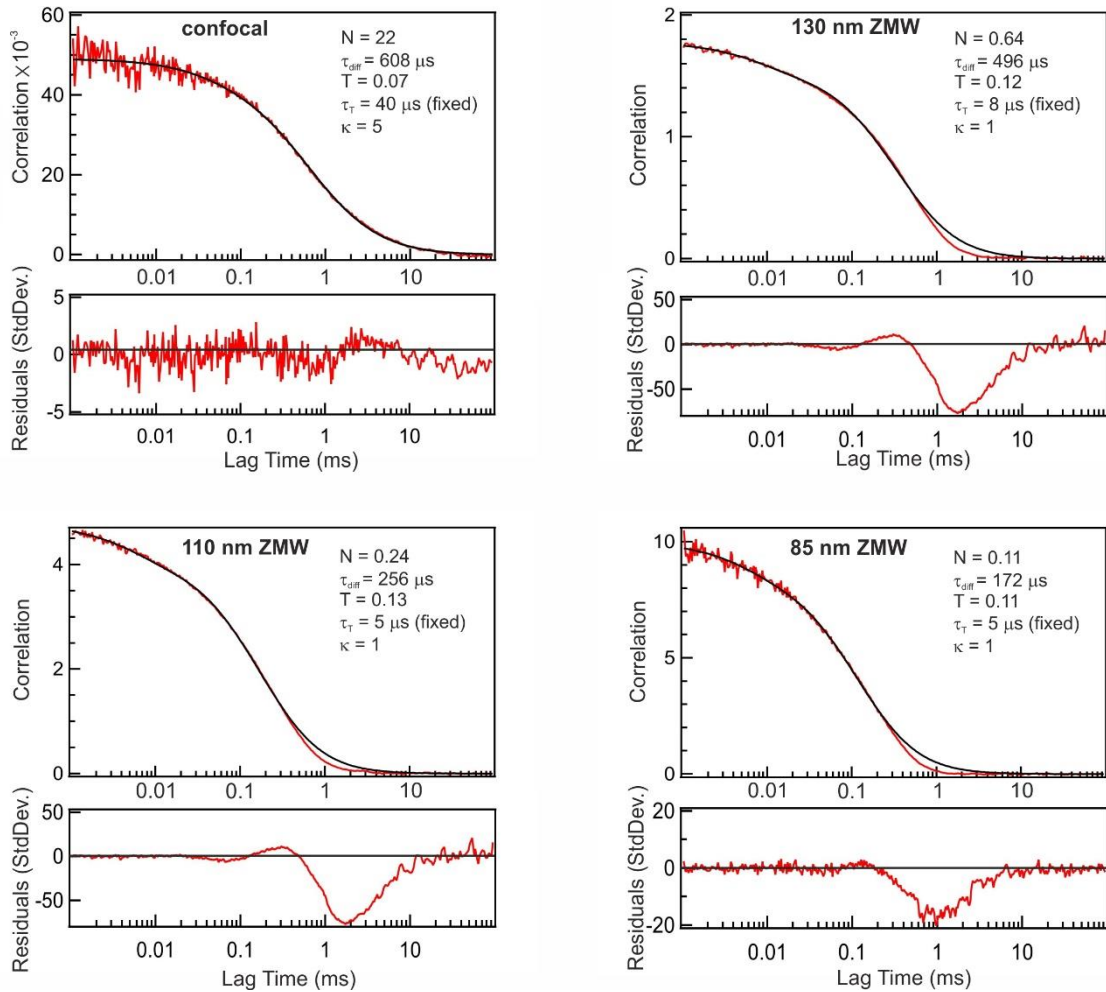 confocal
N = 22
τdiff = 608 µs
T = 0.07
τT = 40 µs (fixed)
κ = 5
Correlation x10-3
60
40
20
0
0.01 0.1 1 10
Residuals (StdDev.)
5
0
-5
0.01 0.1 1 10
Lag Time (ms)
130 nm ZMW
N = 0.64
τdiff = 496 µs
T = 0.12
τT = 8 µs (fixed)
κ = 1
Correlation
2
1
0
0.01 0.1 1 10
Residuals (StdDev.)
50
0
-50
0.01 0.1 1 10
Lag Time (ms)
110 nm ZMW
N = 0.24
τdiff = 256 µs
T = 0.13
τT = 5 µs (fixed)
κ = 1
Correlation
4
2
0
0.01 0.1 1 10
Residuals (StdDev.)
50
0
-50
0.01 0.1 1 10
Lag Time (ms)
85 nm ZMW
N = 0.11
τdiff = 172 µs
T = 0.11
τT = 5 µs (fixed)
κ = 1
Correlation
10
5
0
0.01 0.1 1 10
Residuals (StdDev.)
20
0
-20
0.01 0.1 1 10
Lag Time (ms)